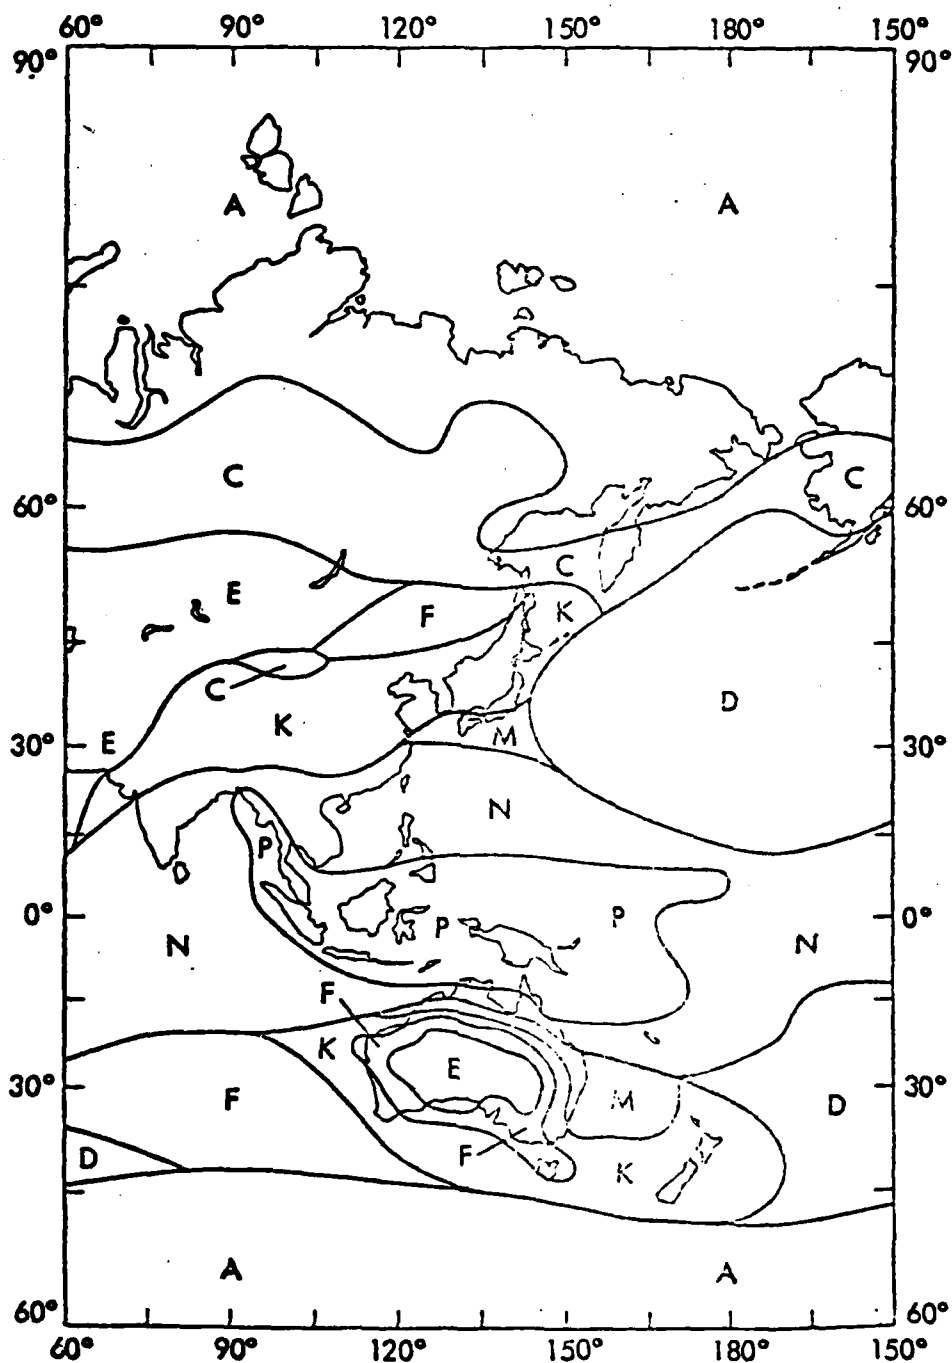 60° 90° 120° 150° 180° 150°
90° 90°
A A
C C
60° 60°
C
E F K
C D
K
E M
30° 30°
N
P
0° P P 0°
N N
F
K E
30° F M D 30°
D F K
A A
60° 60°
60° 90° 120° 150° 180° 150°